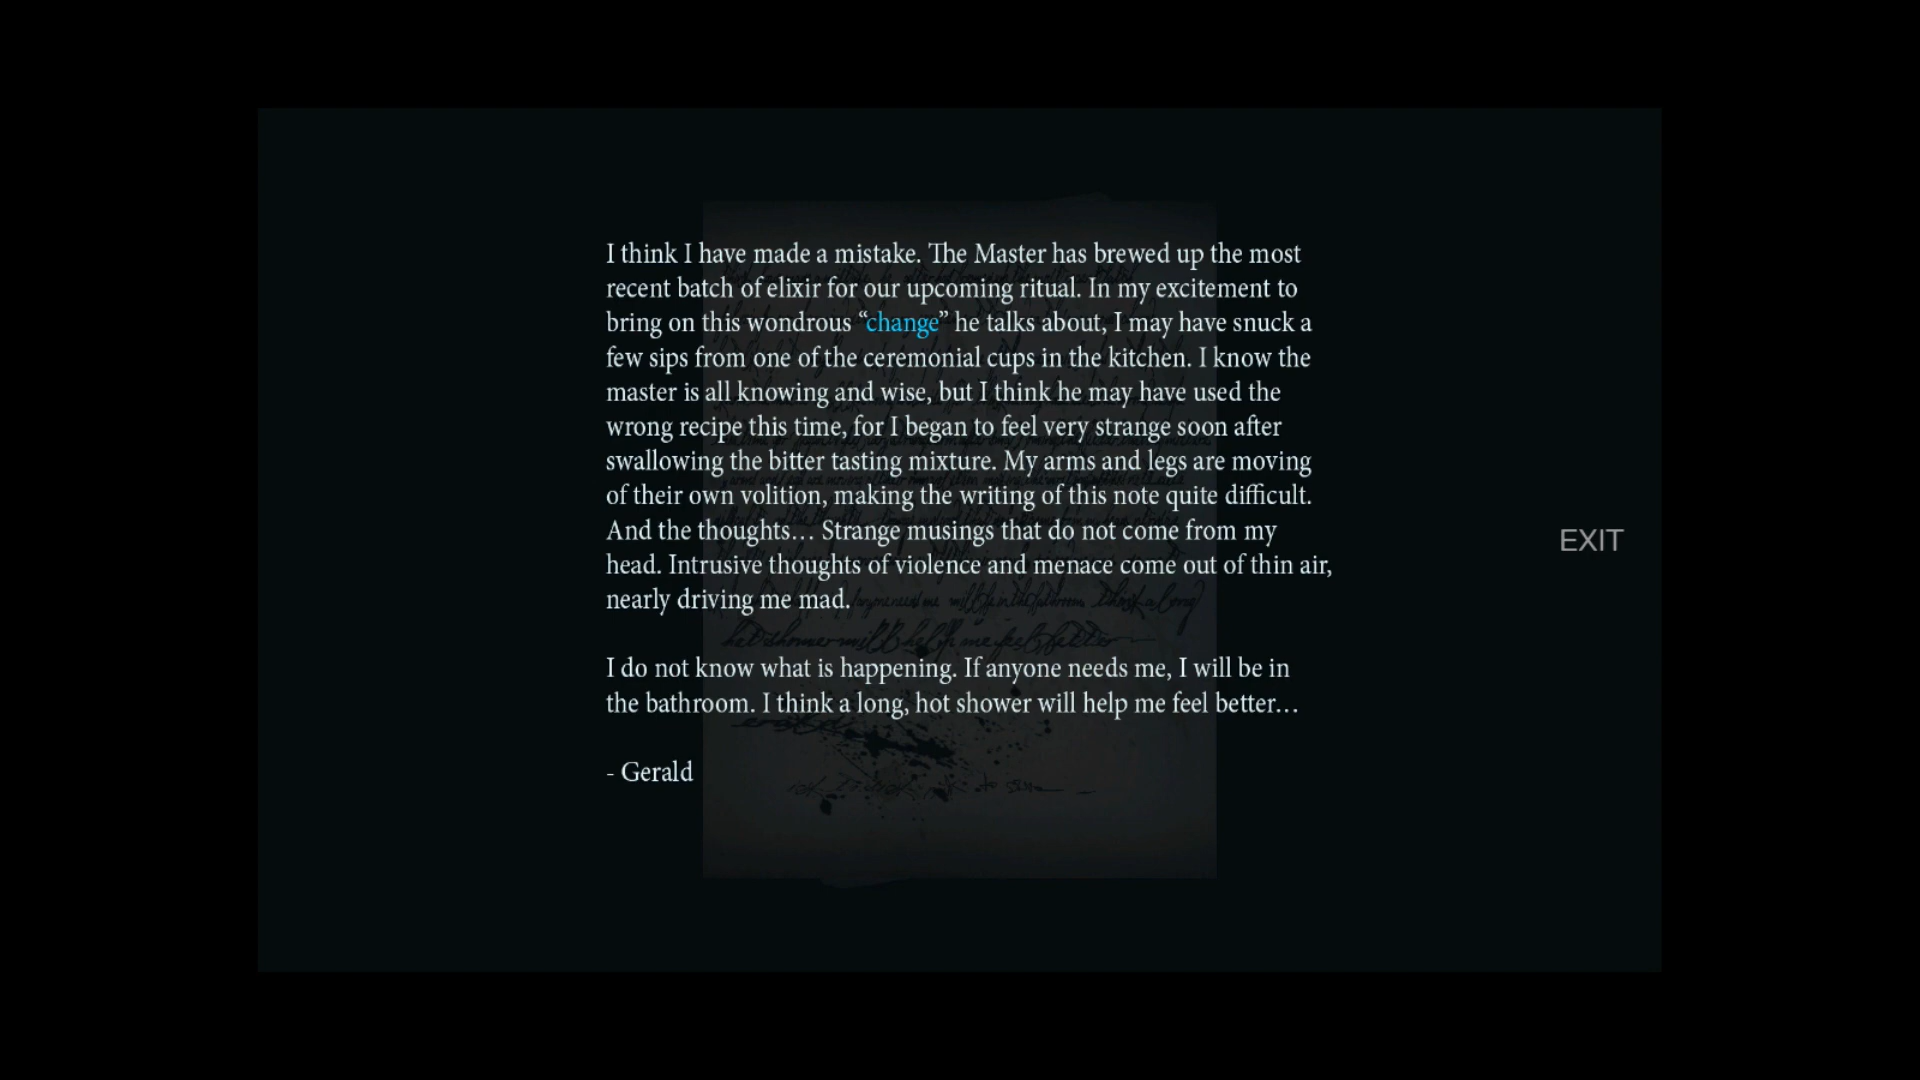 I think I have made a mistake. The Master has brewed up the most
recent batch of elixir for our upcoming ritual. In my excitement to
bring on this wondrous “change” he talks about, I may have snuck a
few sips from one of the ceremonial cups in the kitchen. I know the
master is all knowing and wise, but I think he may have used the
wrong recipe this time, for I began to feel very strange soon after
swallowing the bitter tasting mixture. My arms and legs are moving
of their own volition, making the writing of this note quite difficult.
And the thoughts… Strange musings that do not come from my
head. Intrusive thoughts of violence and menace come out of thin air,
nearly driving me mad.
I do not know what is happening. If anyone needs me, I will be in
the bathroom. I think a long, hot shower will help me feel better…
- Gerald
EXIT